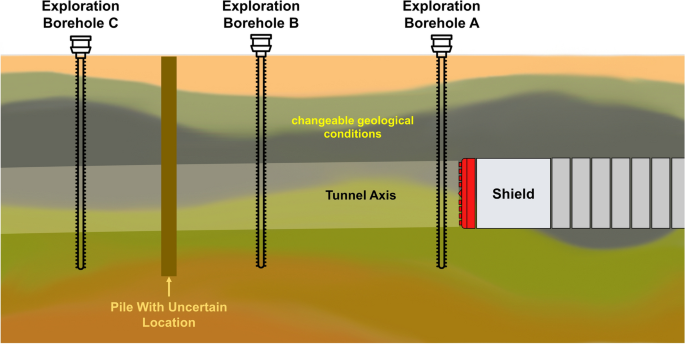 Exploration
Borehole C
Exploration
Borehole B
Exploration
Borehole A
changeable geological
conditions
Tunnel Axis
Shield
Pile With Uncertain
Location